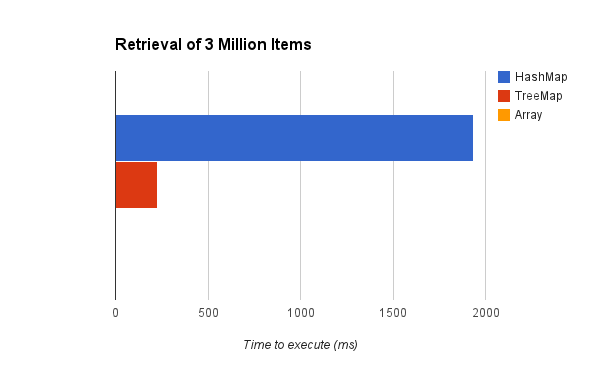 Retrieval of 3 Million Items
HashMap
TreeMap
Array
0 500 1000 1500 2000
Time to execute (ms)